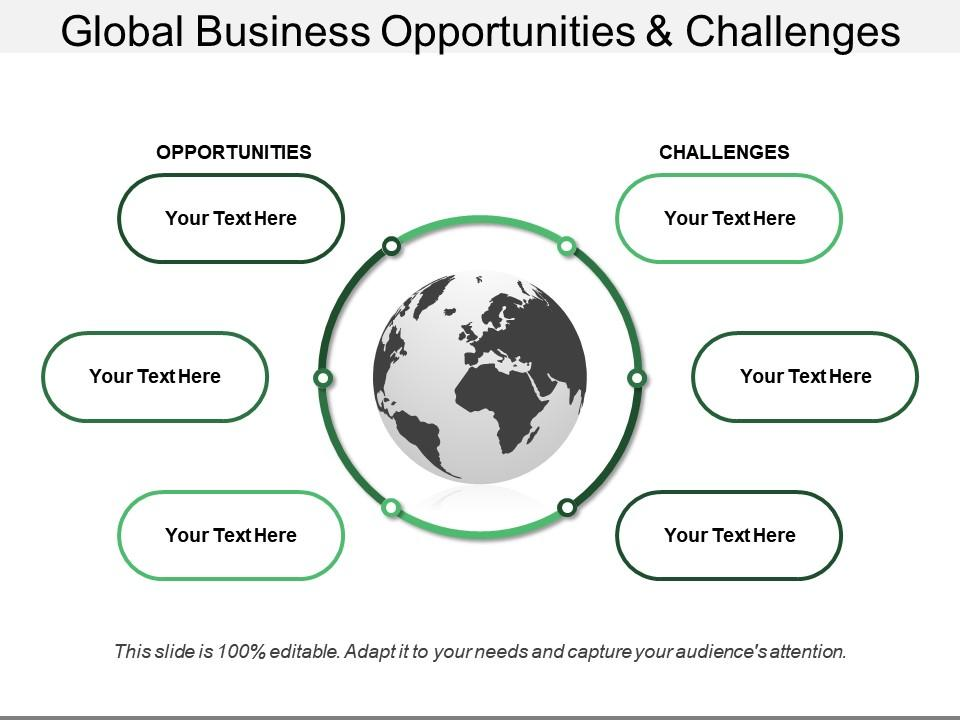 Global Business Opportunities & Challenges
OPPORTUNITIES
Your Text Here
Your Text Here
Your Text Here
CHALLENGES
Your Text Here
Your Text Here
Your Text Here
This slide is 100% editable. Adapt it to your needs and capture your audience's attention.